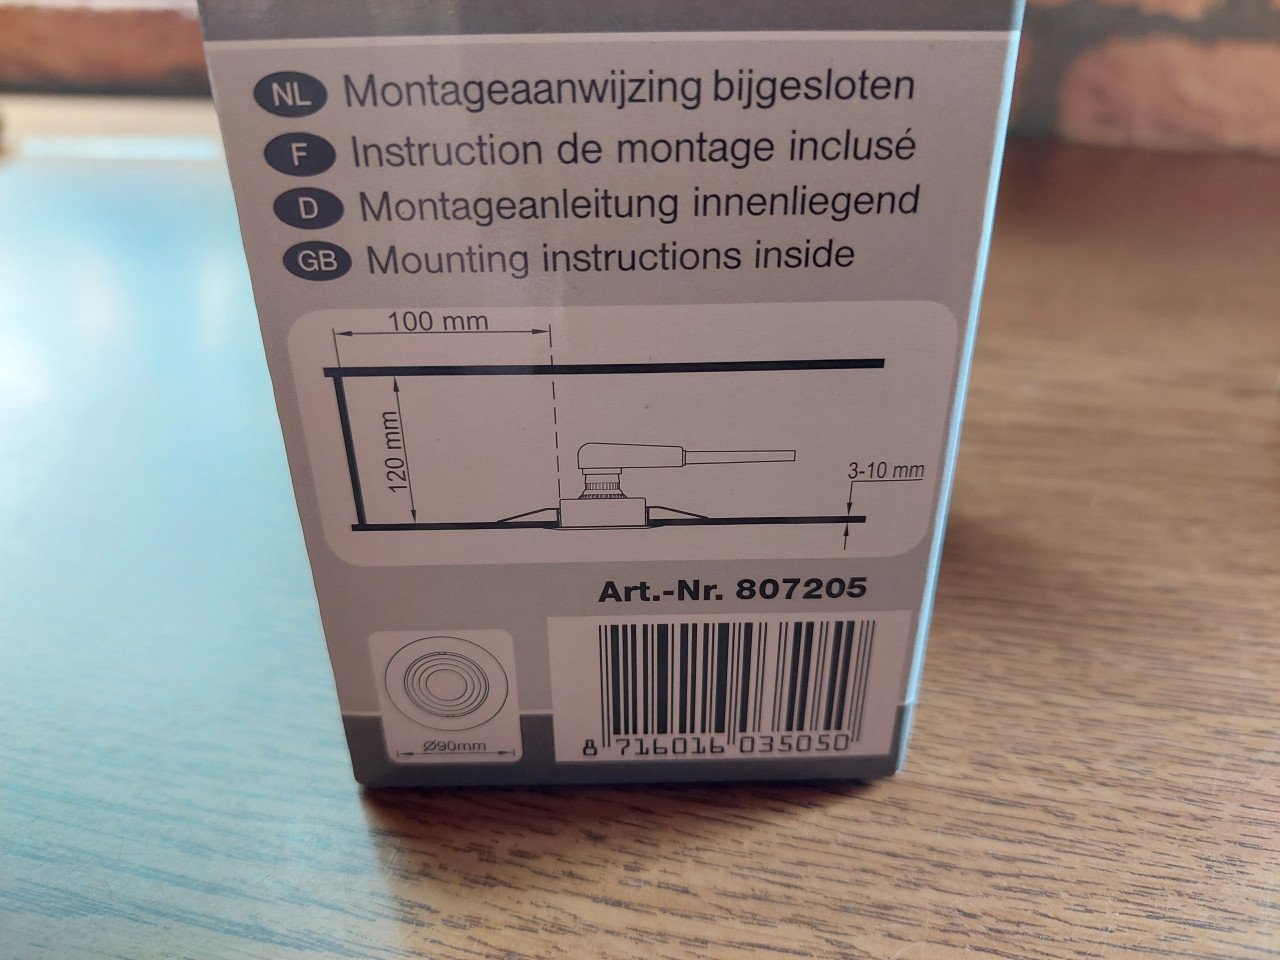 NL Montageaanwijzing bijgesloten
F Instruction de montage inclusé
D Montageanleitung innenliegend
GB Mounting instructions inside
100 mm
120 mm
3-10 mm
Art.-Nr. 807205
Ø90mm
8 716016 035050